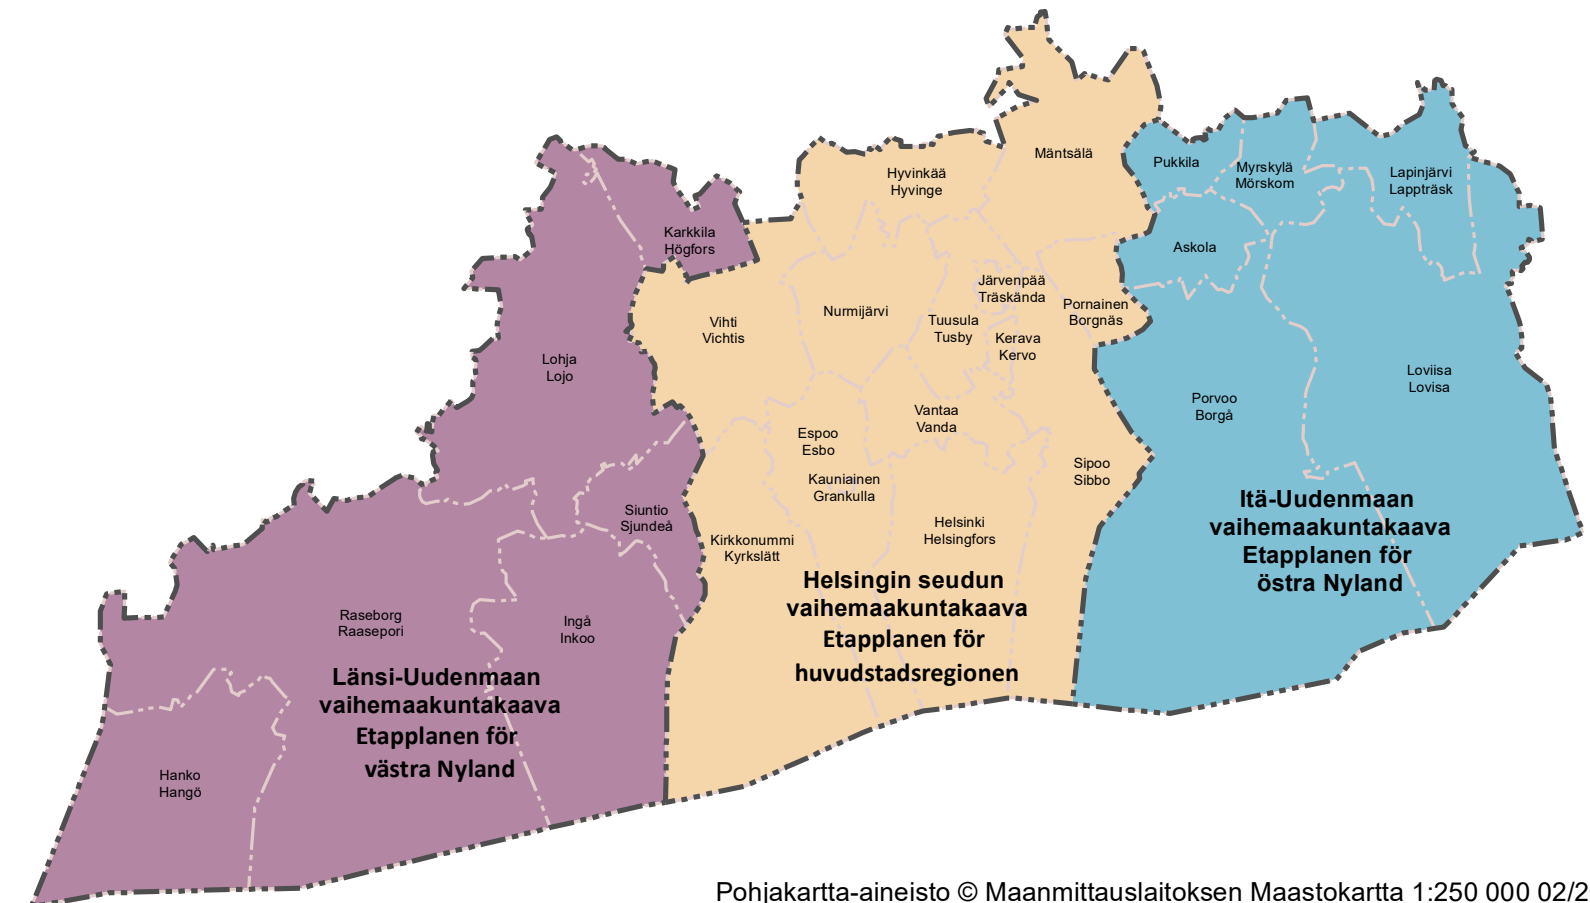 Mäntsälä
Hyvinkää
Hyvinge
Pukkila
Myrskylä
Mörskom
Lapinjärvi
Lappträsk
Karkkila
Högfors
Askola
Järvenpää
Träskända
Pornainen
Borgnäs
Nurmijärvi
Vihti
Vichtis
Tuusula
Tusby
Kerava
Kervo
Lohja
Lojo
Loviisa
Lovisa
Porvoo
Borgå
Vantaa
Vanda
Espoo
Esbo
Kauniainen
Grankulla
Sipoo
Sibbo
Siuntio
Sjundeå
Helsinki
Helsingfors
Kirkkonummi
Kyrkslätt
Itä-Uudenmaan
vaihemaakuntakaava
Etapplanen för
östra Nyland
Helsingin seudun
vaihemaakuntakaava
Etapplanen för
huvudstadsregionen
Raseborg
Raasepori
Ingå
Inkoo
Länsi-Uudenmaan
vaihemaakuntakaava
Etapplanen för
västra Nyland
Hanko
Hangö
Pohjakartta-aineisto © Maanmittauslaitoksen Maastokartta 1:250 000 02/2